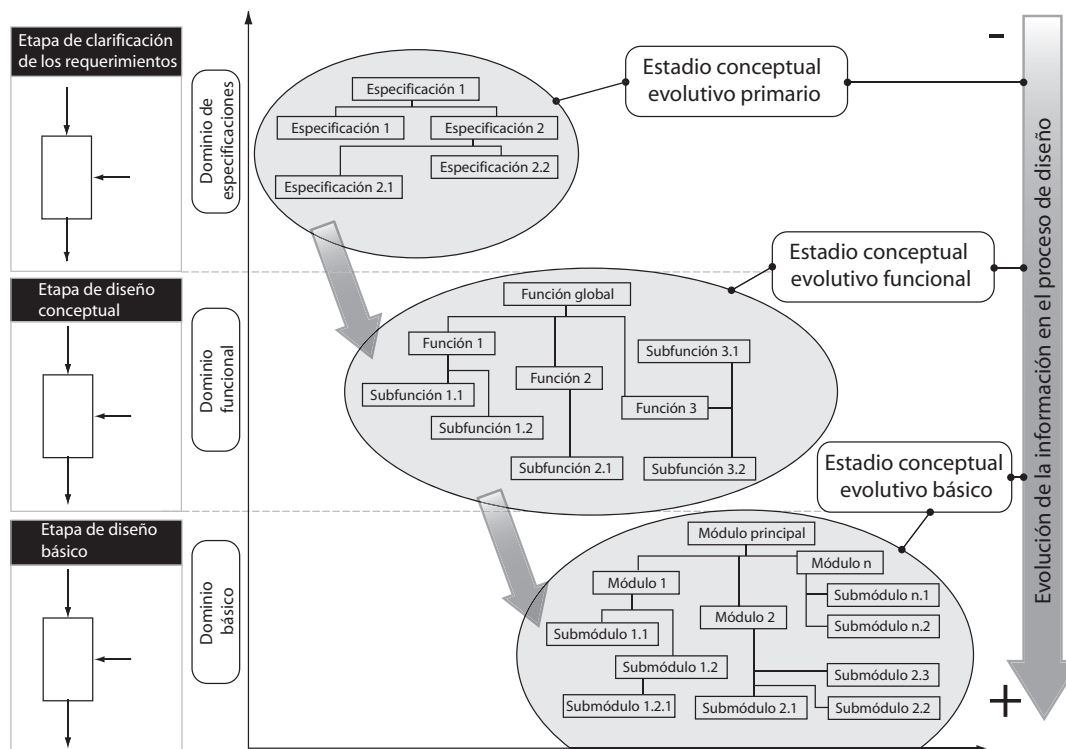 Etapa de clarificación
de los requerimientos
Dominio de
especificaciones
Especificación 1
Especificación 1
Especificación 2
Especificación 2.1
Especificación 2.2
Estadio conceptual
evolutivo primario
-
Etapa de diseño
conceptual
Dominio
funcional
Función global
Función 1
Subfunción 1.1
Subfunción 1.2
Función 2
Subfunción 2.1
Subfunción 3.1
Función 3
Subfunción 3.2
Estadio conceptual
evolutivo funcional
Etapa de diseño
básico
Dominio
básico
Módulo principal
Módulo 1
Submódulo 1.1
Submódulo 1.2
Submódulo 1.2.1
Módulo 2
Submódulo 2.1
Submódulo 2.3
Submódulo 2.2
Módulo n
Submódulo n.1
Submódulo n.2
Estadio conceptual
evolutivo básico
Evolución de la información en el proceso de diseño
+